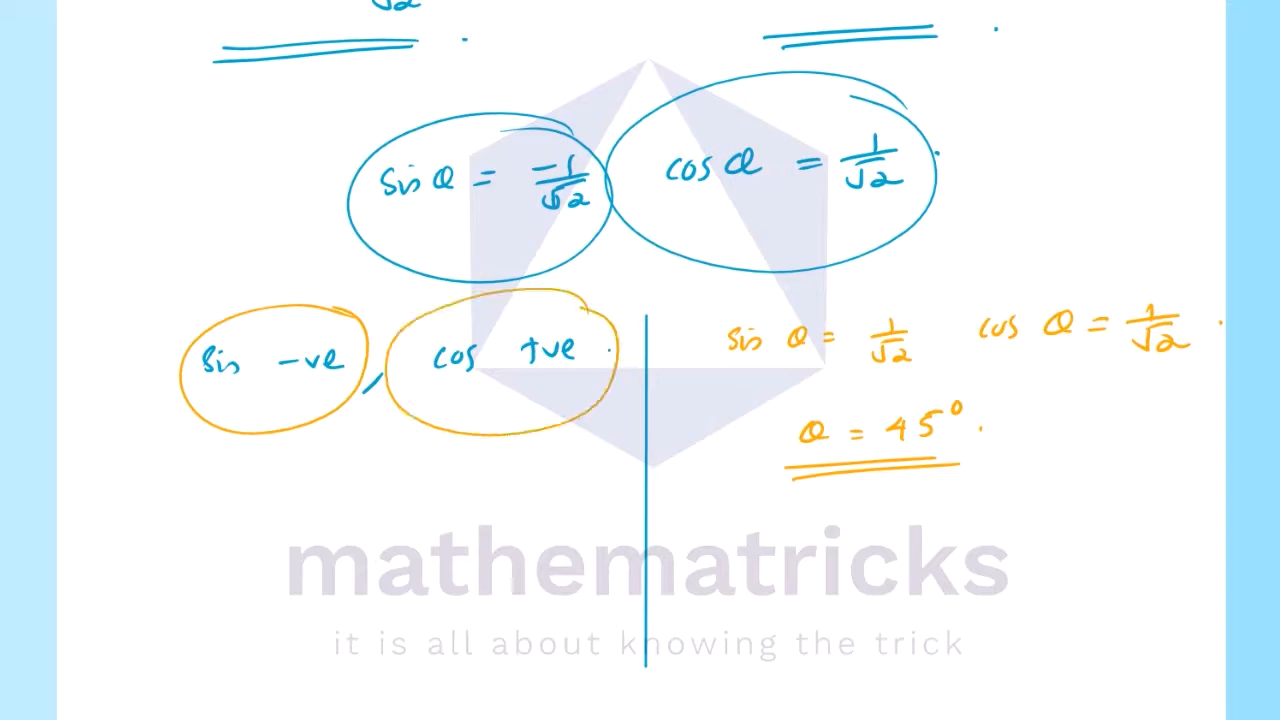 √2 .
.
sin θ = -1/√2 cos θ = 1/√2 .
sin -ve , cos +ve . sin θ = 1/√2 cos θ = 1/√2 .
θ = 45° .
mathematricks
it is all about knowing the trick